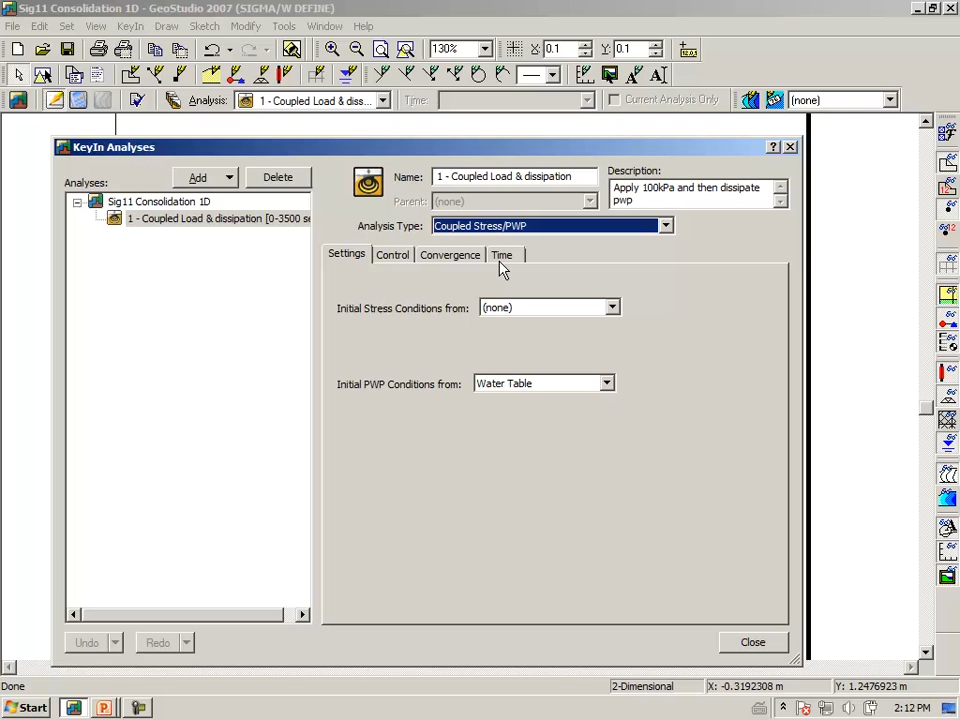 Sig11 Consolidation 1D - GeoStudio 2007 (SIGMA/W DEFINE)
File Edit Set View KeyIn Draw Sketch Modify Tools Window Help
130% X: 0.1 Y: 0.1
Analysis: 1 - Coupled Load & diss... Time: Current Analysis Only (none)
KeyIn Analyses
Analyses: Add Delete
Name: 1 - Coupled Load & dissipation
Description:
Apply 100kPa and then dissipate
pwp
Parent: (none)
Analysis Type: Coupled Stress/PWP
Sig11 Consolidation 1D
1 - Coupled Load & dissipation [0-3500 se
Settings Control Convergence Time
Initial Stress Conditions from: (none)
Initial PWP Conditions from: Water Table
Undo Redo Close
Done 2-Dimensional X: -0.3192308 m Y: 1.2476923 m
Start 2:12 PM